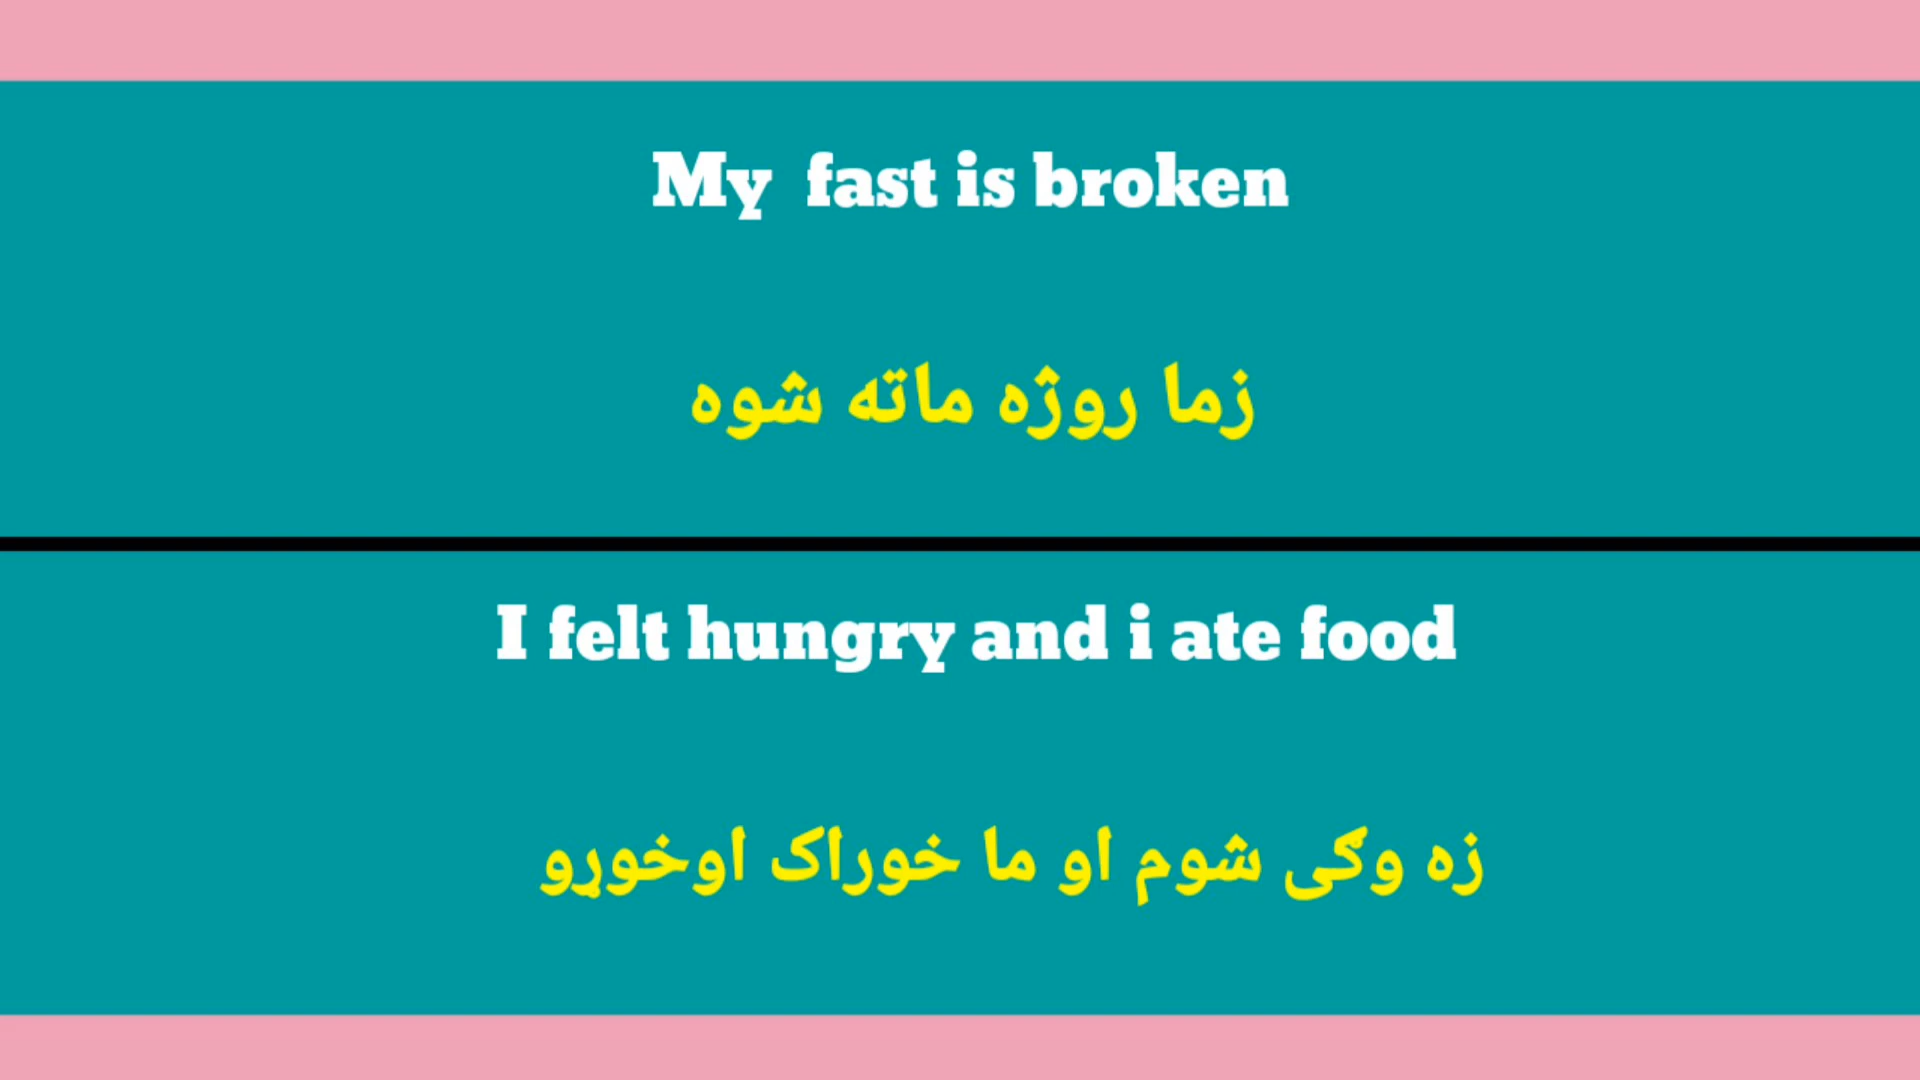 My fast is broken
زما روژه ماته شوه
I felt hungry and i ate food
زه وګی شوم او ما خوراک اوخوړو